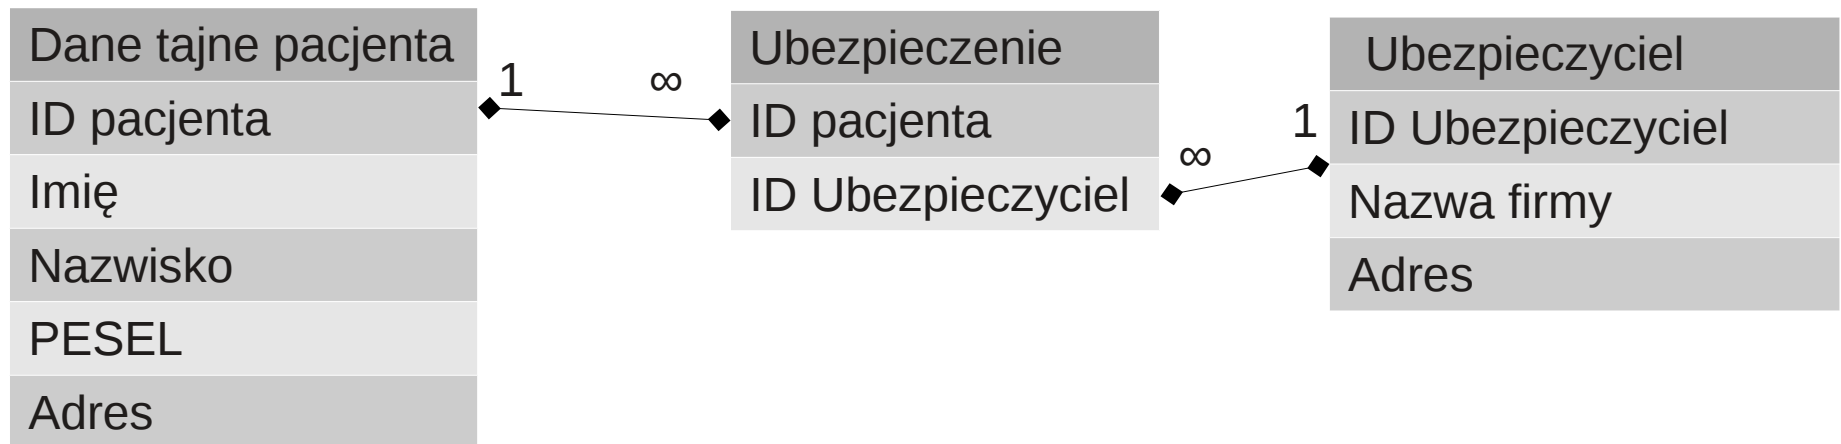 Dane tajne pacjenta
ID pacjenta
Imię
Nazwisko
PESEL
Adres
1
∞
Ubezpieczenie
ID pacjenta
ID Ubezpieczyciel
∞
1
Ubezpieczyciel
ID Ubezpieczyciel
Nazwa firmy
Adres